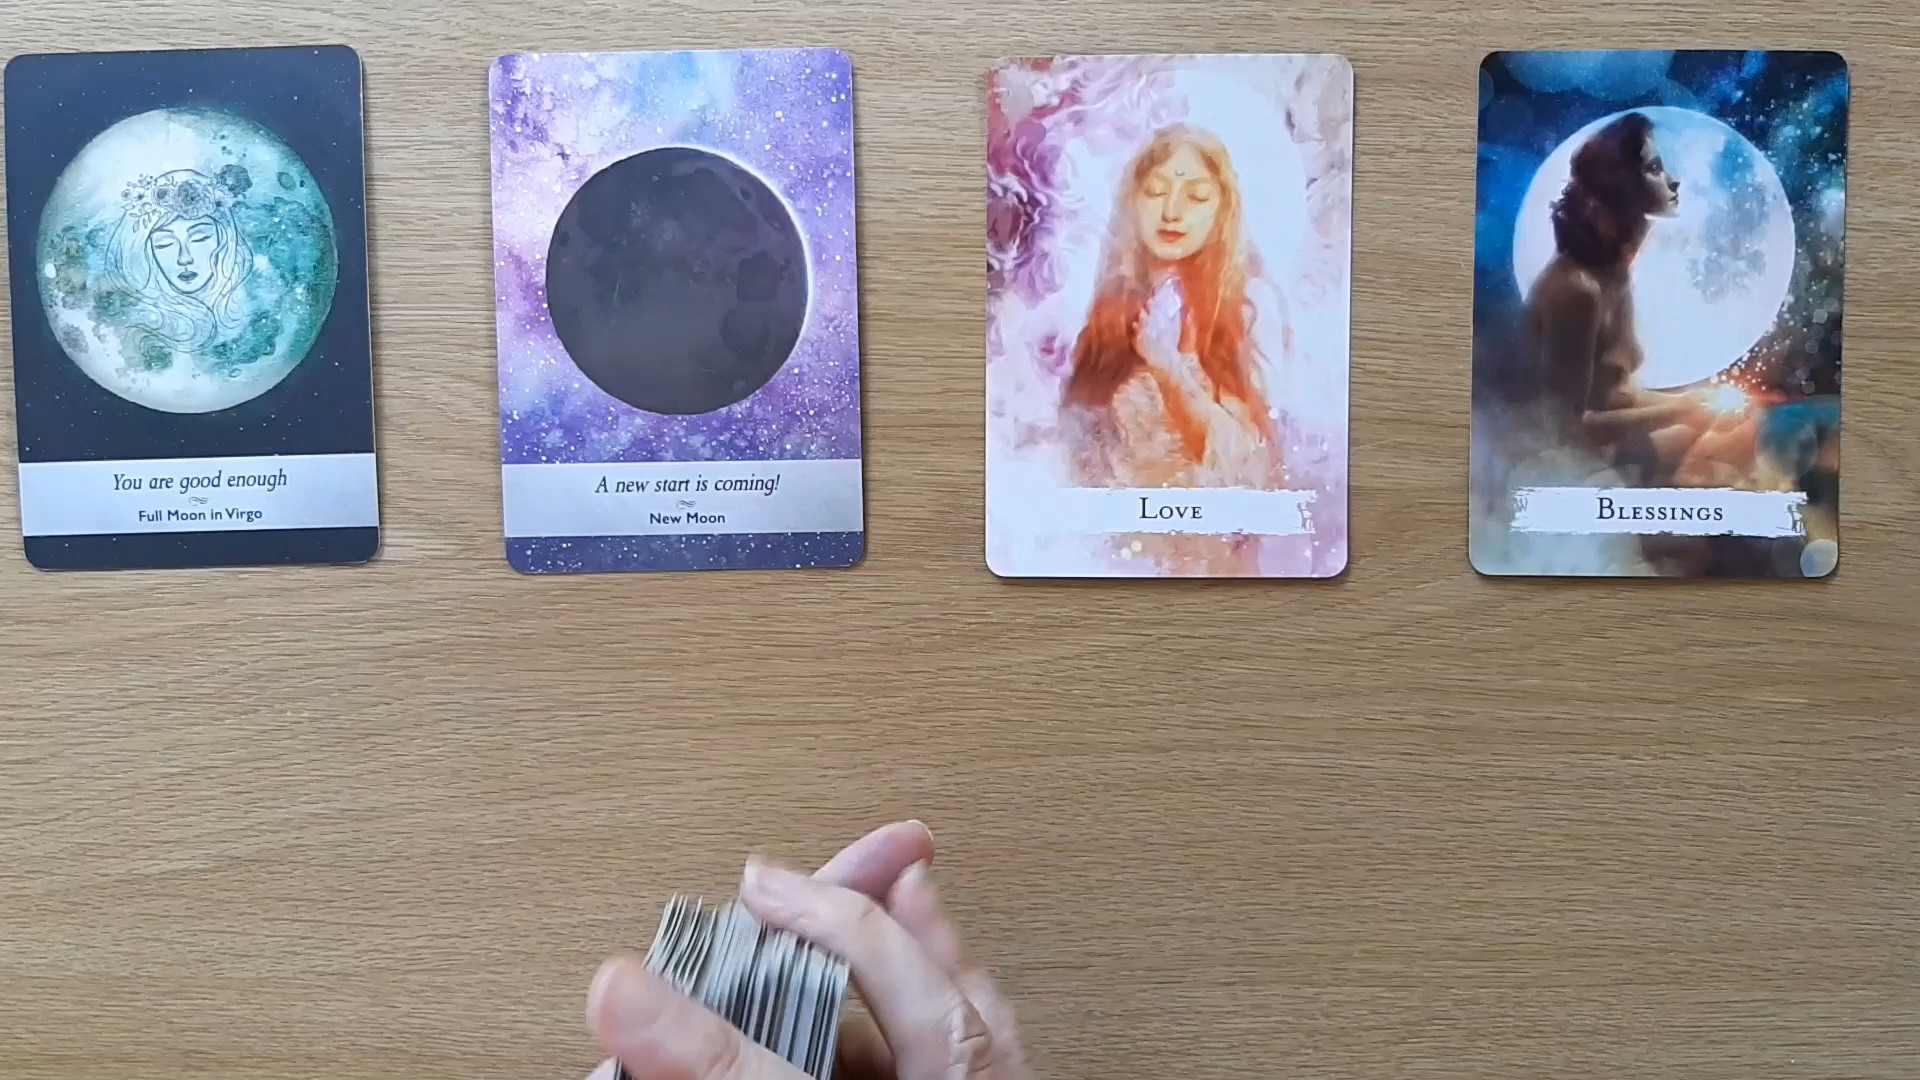 You are good enough
Full Moon in Virgo
A new start is coming!
New Moon
LOVE
BLESSINGS